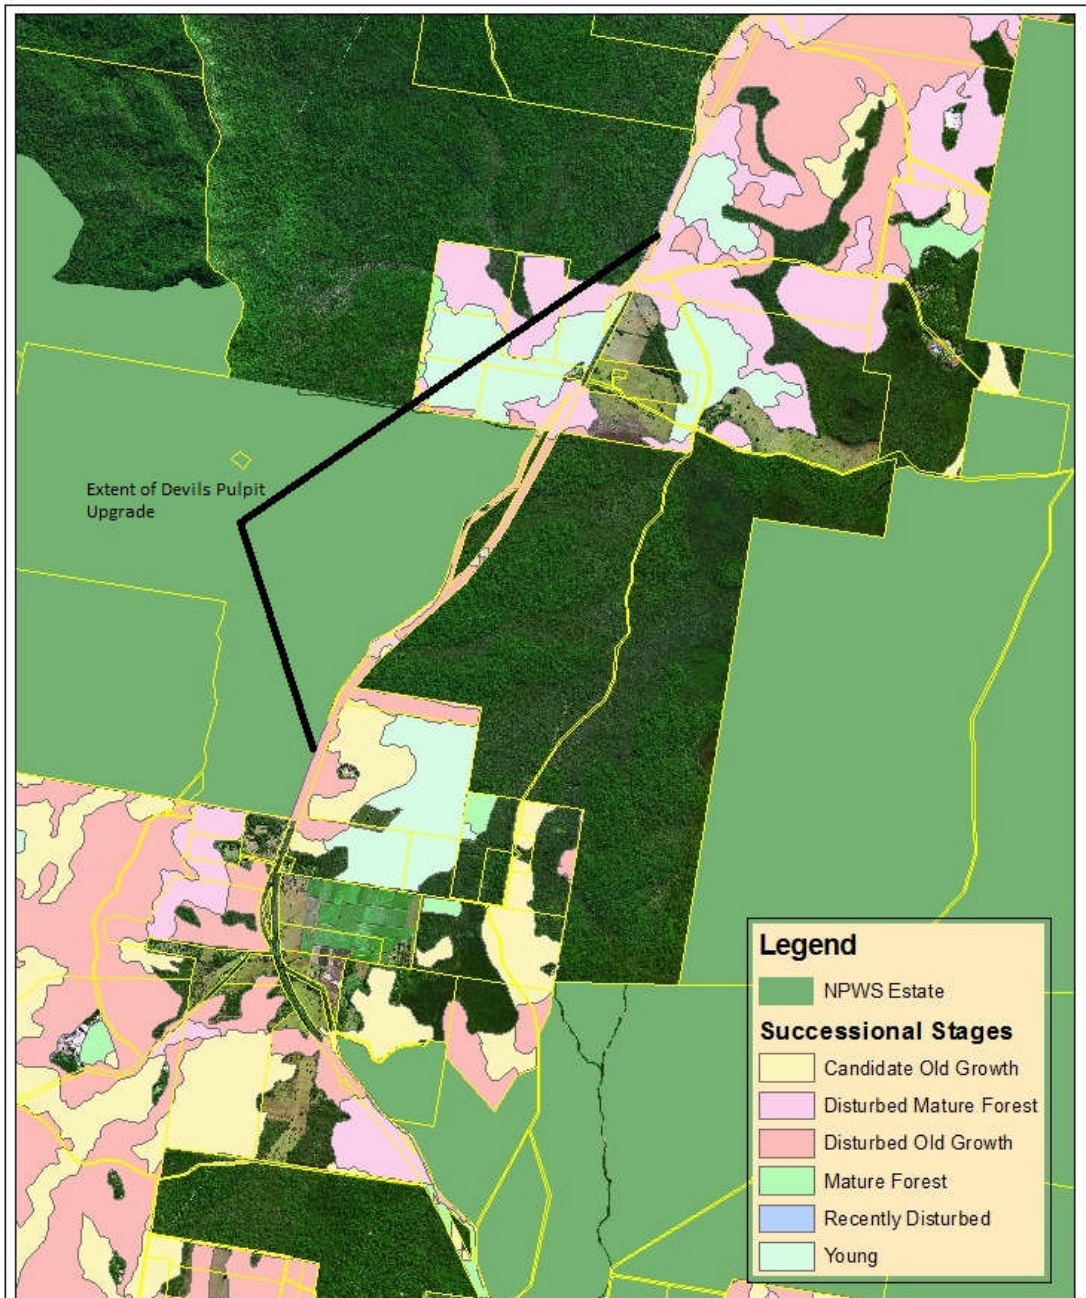 Extent of Devils Pulpit
Upgrade
Legend
NPWS Estate
Successional Stages
Candidate Old Growth
Disturbed Mature Forest
Disturbed Old Growth
Mature Forest
Recently Disturbed
Young